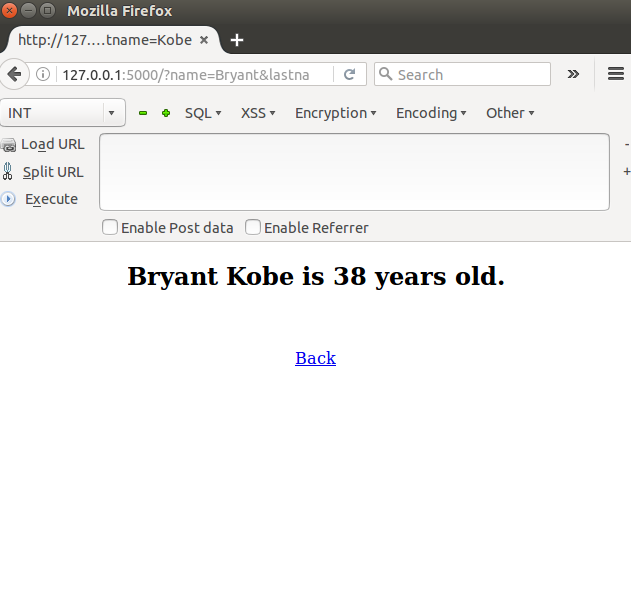 Mozilla Firefox
http://127....tname=Kobe
127.0.0.1:5000/?name=Bryant&lastna
Search
INT
SQL
XSS
Encryption
Encoding
Other
Load URL
Split URL
Execute
Enable Post data
Enable Referrer
Bryant Kobe is 38 years old.
Back